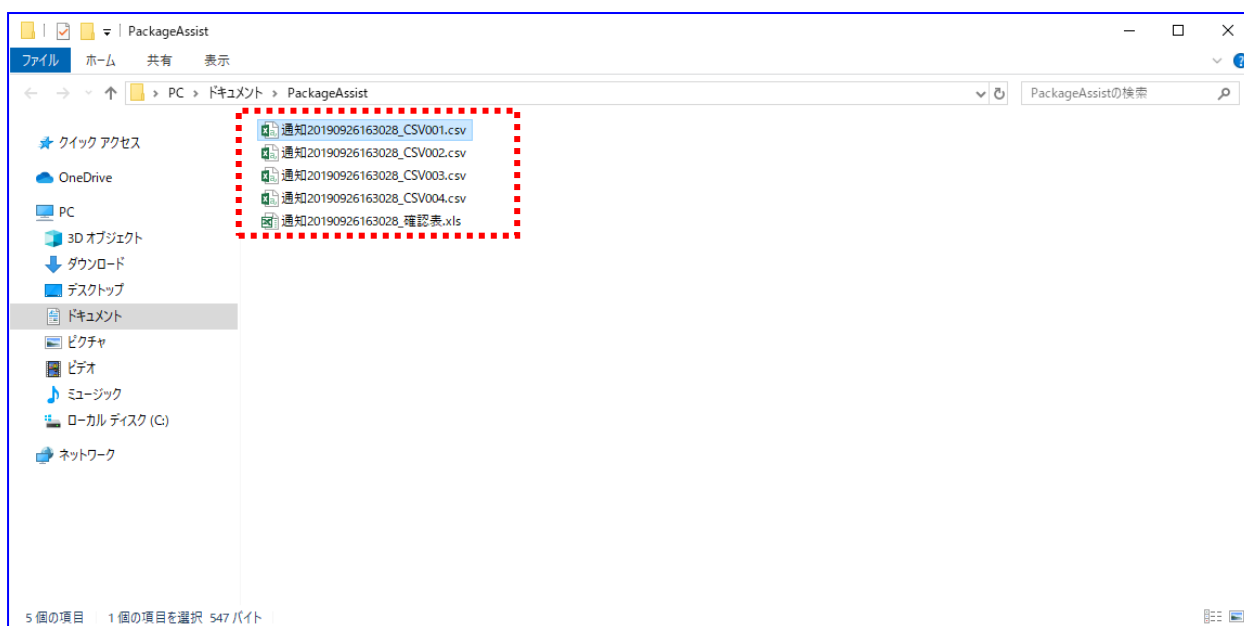 PackageAssist
ファイル ホーム 共有 表示
PC › ドキュメント › PackageAssist
PackageAssistの検索
クイック アクセス
OneDrive
PC
3D オブジェクト
ダウンロード
デスクトップ
ドキュメント
ピクチャ
ビデオ
ミュージック
ローカル ディスク (C:)
ネットワーク
通知20190926163028_CSV001.csv
通知20190926163028_CSV002.csv
通知20190926163028_CSV003.csv
通知20190926163028_CSV004.csv
通知20190926163028_確認表.xls
5 個の項目 1 個の項目を選択 547 バイト